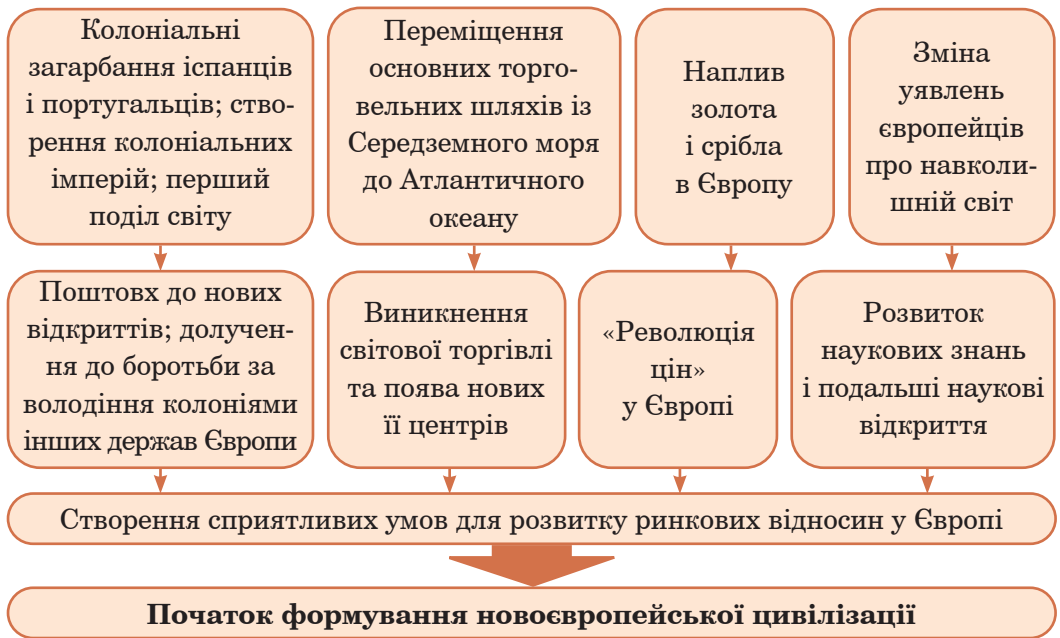 Колоніальні
загарбання іспанців
і португальців; ство-
рення колоніальних
імперій; перший
поділ світу
Переміщення
основних торго-
вельних шляхів із
Середземного моря
до Атлантичного
океану
Наплив
золота
і срібла
в Європу
Зміна
уявлень
європейців
про навколи-
шній світ
Поштовх до нових
відкриттів; долучен-
ня до боротьби за
володіння колоніями
інших держав Європи
Виникнення
світової торгівлі
та поява нових
її центрів
«Революція
цін»
у Європі
Розвиток
наукових знань
і подальші наукові
відкриття
Створення сприятливих умов для розвитку ринкових відносин у Європі
Початок формування новоєвропейської цивілізації